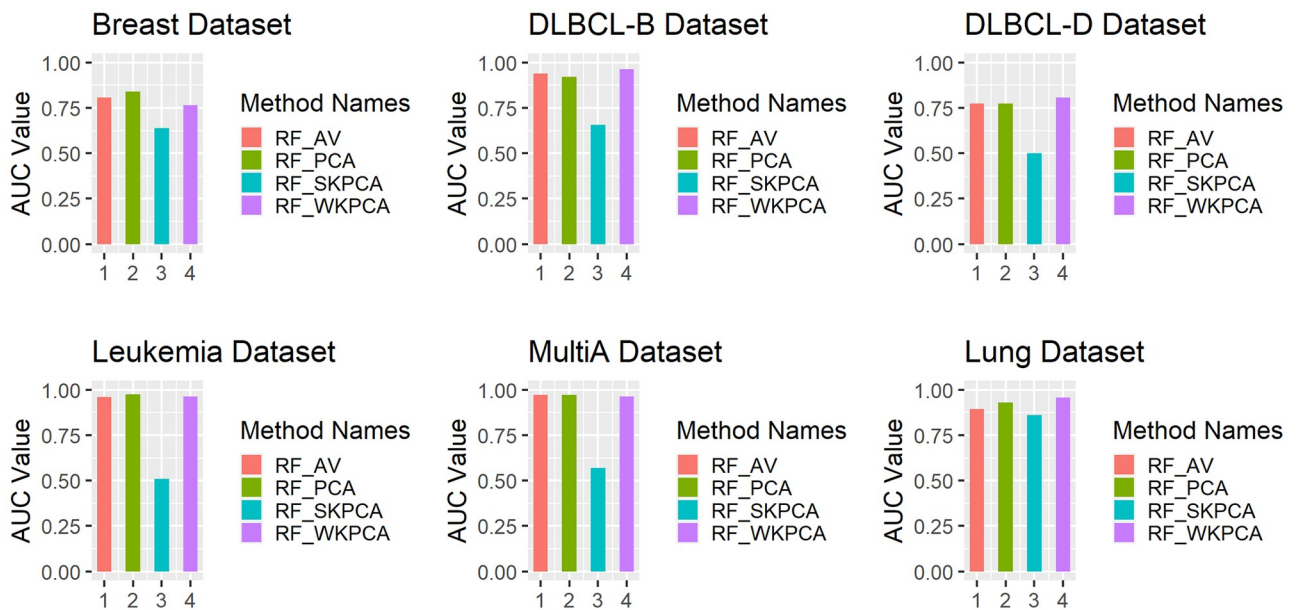 Breast Dataset
AUC Value
1.00
0.75
0.50
0.25
0.00
1 2 3 4
Method Names
RF_AV
RF_PCA
RF_SKPCA
RF_WKPCA
DLBCL-B Dataset
AUC Value
1.00
0.75
0.50
0.25
0.00
1 2 3 4
Method Names
RF_AV
RF_PCA
RF_SKPCA
RF_WKPCA
DLBCL-D Dataset
AUC Value
1.00
0.75
0.50
0.25
0.00
1 2 3 4
Method Names
RF_AV
RF_PCA
RF_SKPCA
RF_WKPCA
Leukemia Dataset
AUC Value
1.00
0.75
0.50
0.25
0.00
1 2 3 4
Method Names
RF_AV
RF_PCA
RF_SKPCA
RF_WKPCA
MultiA Dataset
AUC Value
1.00
0.75
0.50
0.25
0.00
1 2 3 4
Method Names
RF_AV
RF_PCA
RF_SKPCA
RF_WKPCA
Lung Dataset
AUC Value
1.00
0.75
0.50
0.25
0.00
1 2 3 4
Method Names
RF_AV
RF_PCA
RF_SKPCA
RF_WKPCA